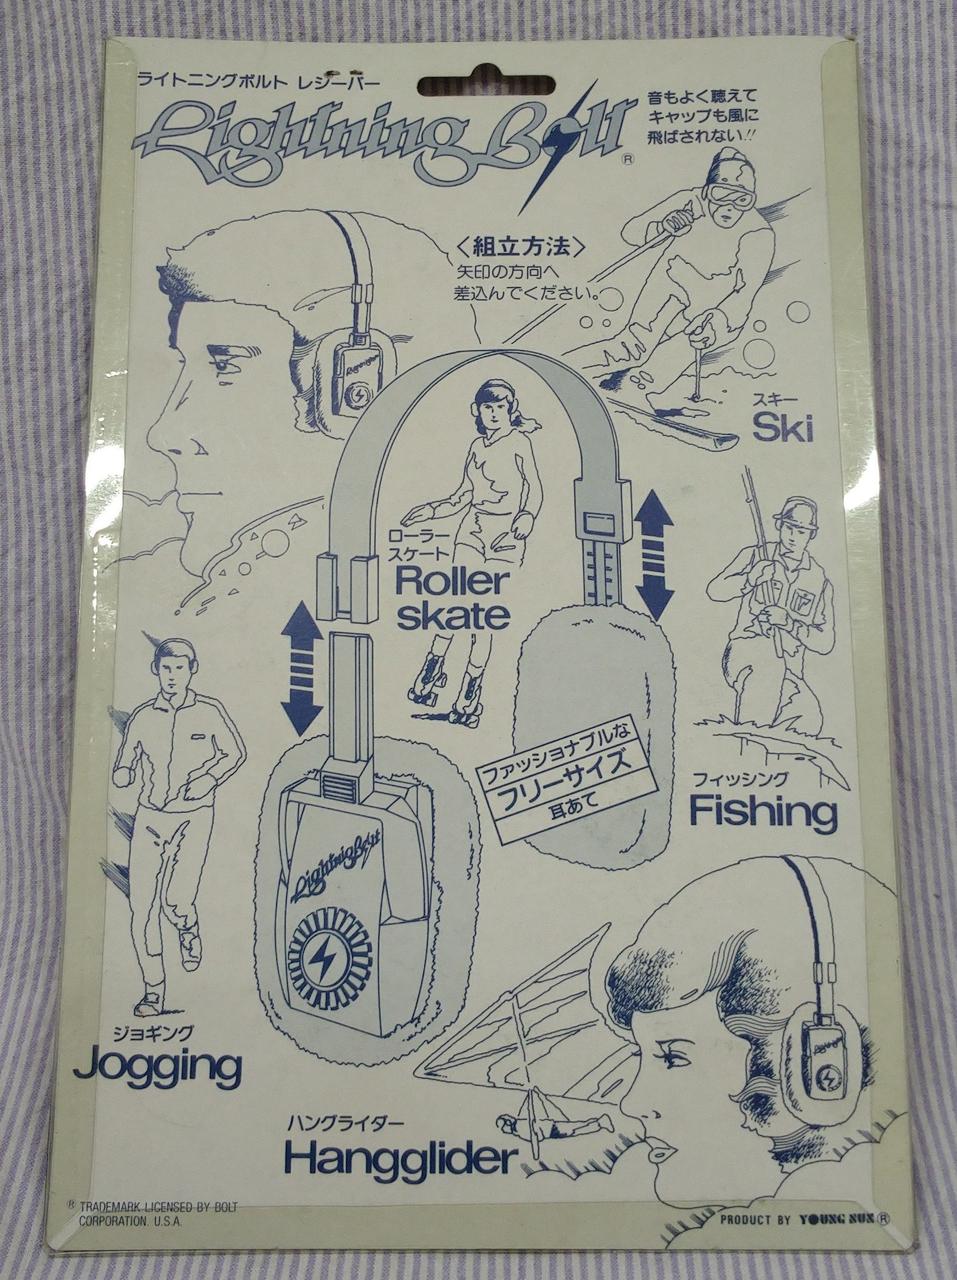 ライトニングボルト レシーバー
Lightning Bolt ®
音もよく聴えて
キャップも風に
飛ばされない!!
〈組立方法〉
矢印の方向へ
差込んでください。
スキー
Ski
ローラー
スケート
Roller
skate
ファッショナブルな
フリーサイズ
耳あて
フィッシング
Fishing
Lightning Bolt
ジョギング
Jogging
ハングライダー
Hangglider
® TRADEMARK LICENSED BY BOLT
CORPORATION. U.S.A.
PRODUCT BY YOUNG NUN ®